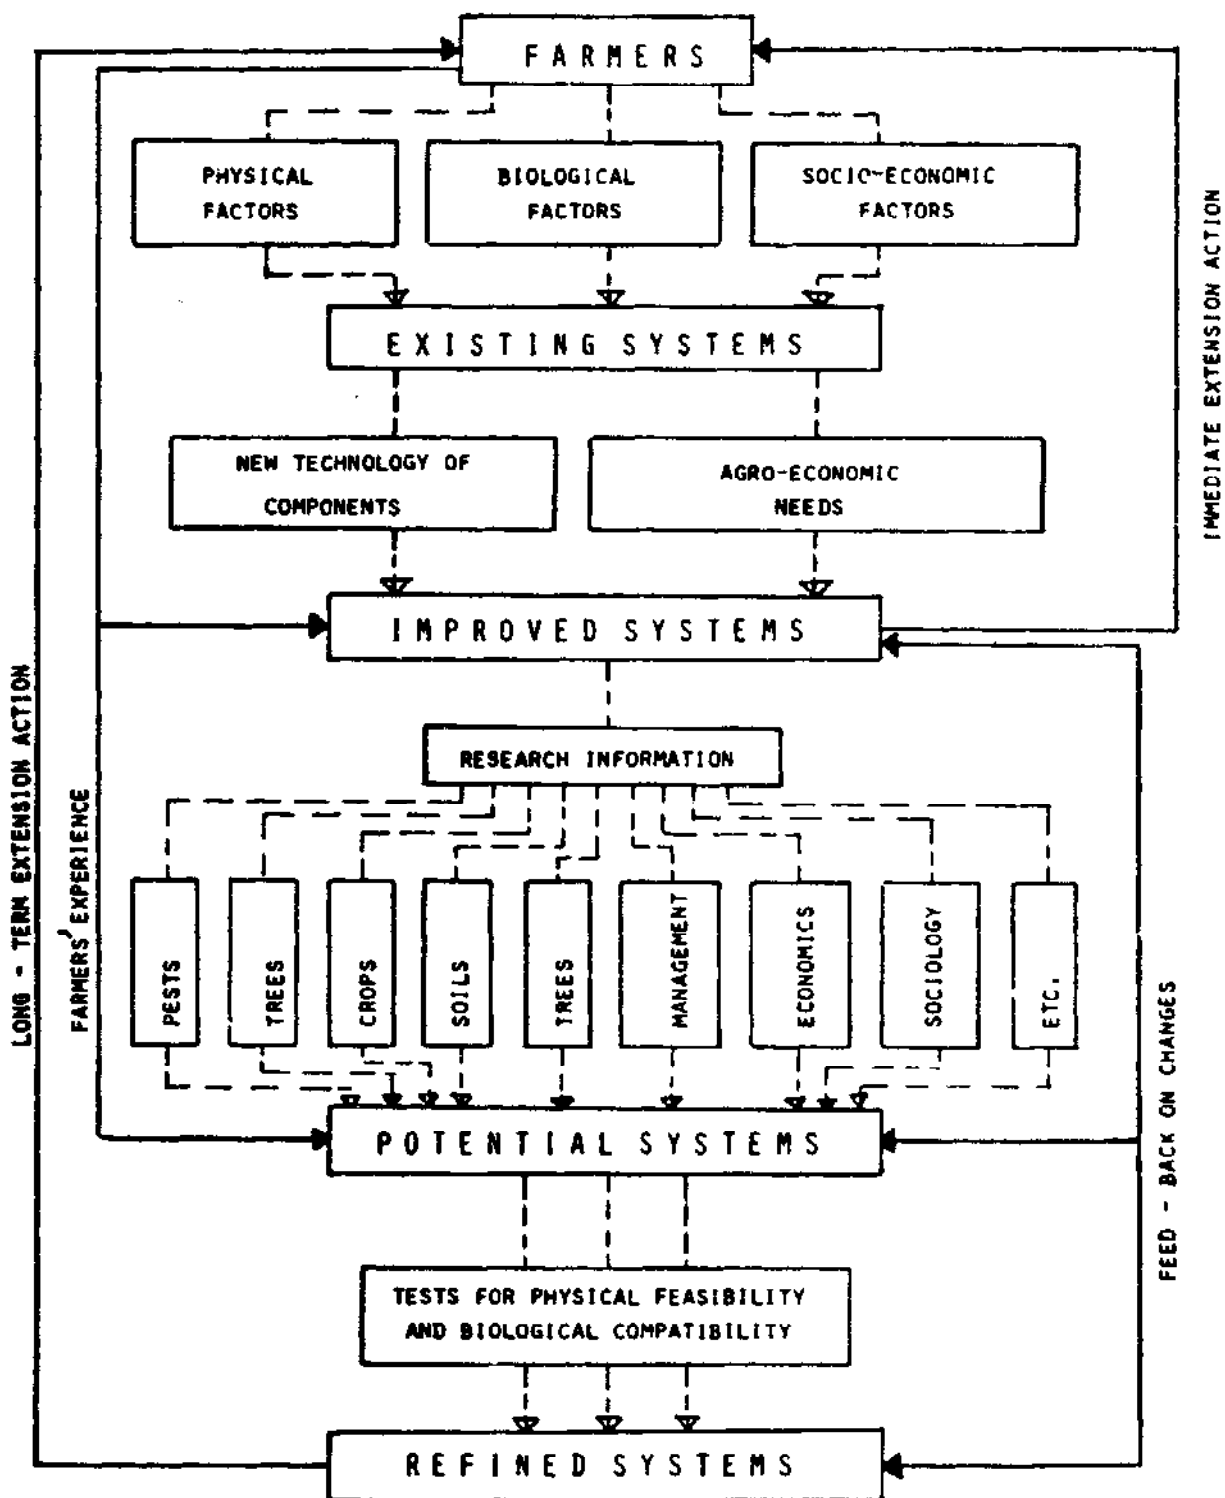 FARMERS
PHYSICAL
FACTORS
BIOLOGICAL
FACTORS
SOCIO-ECONOMIC
FACTORS
IMMEDIATE EXTENSION ACTION
EXISTING SYSTEMS
NEW TECHNOLOGY OF
COMPONENTS
AGRO-ECONOMIC
NEEDS
IMPROVED SYSTEMS
LONG - TERM EXTENSION ACTION
FARMERS' EXPERIENCE
RESEARCH INFORMATION
PESTS
TREES
CROPS
SOILS
TREES
MANAGEMENT
ECONOMICS
SOCIOLOGY
ETC.
FEED - BACK ON CHANGES
POTENTIAL SYSTEMS
TESTS FOR PHYSICAL FEASIBILITY
AND BIOLOGICAL COMPATIBILITY
REFINED SYSTEMS